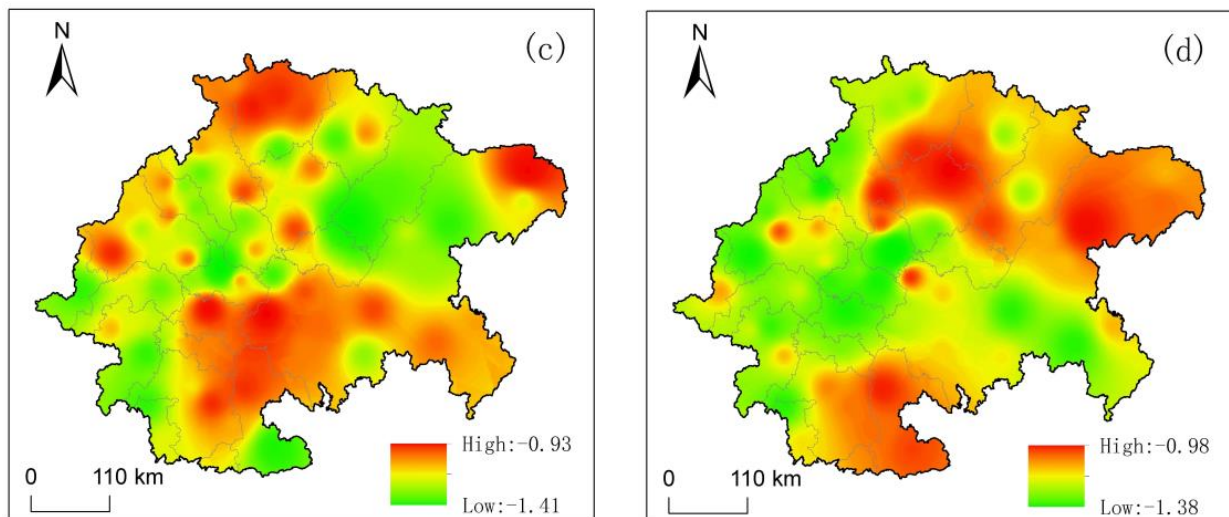 N
(c)
High:-0.93
Low:-1.41
0 110 km
N
(d)
High:-0.98
Low:-1.38
0 110 km